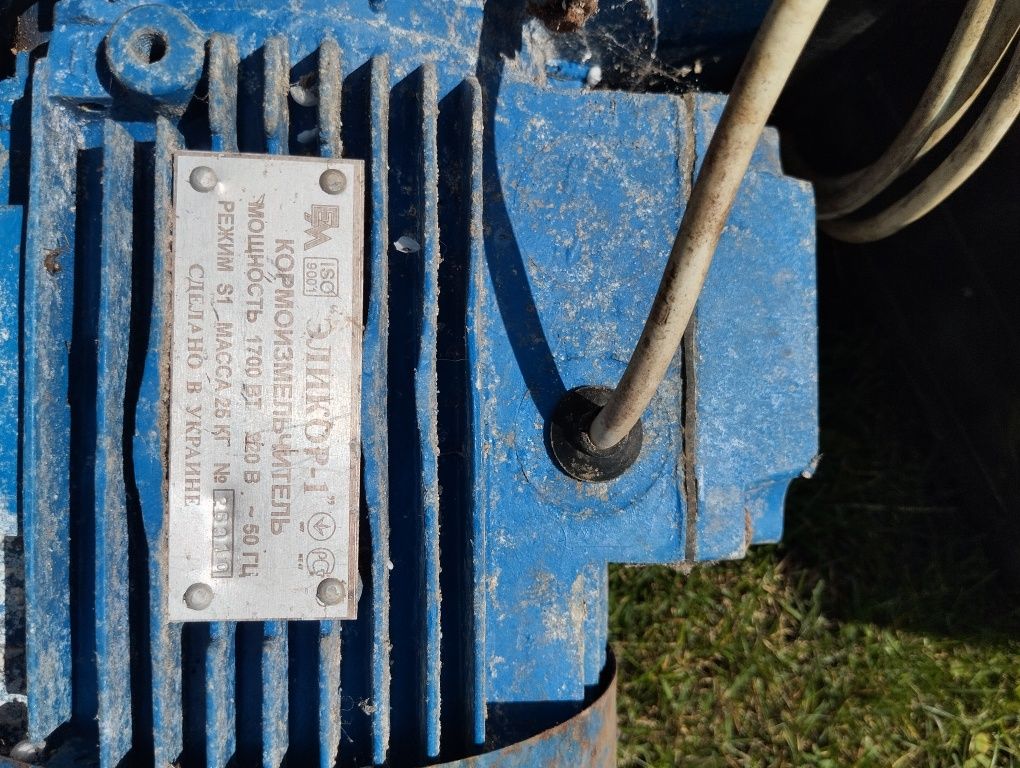 ISO 9001 "ЭЛИКОР-1"
КОРМОИЗМЕЛЬЧИТЕЛЬ
МОЩНОСТЬ 1700 ВТ 220 В ~ 50 ГЦ
РЕЖИМ S1 МАССА 25 КГ №
СДЕЛАНО В УКРАИНЕ